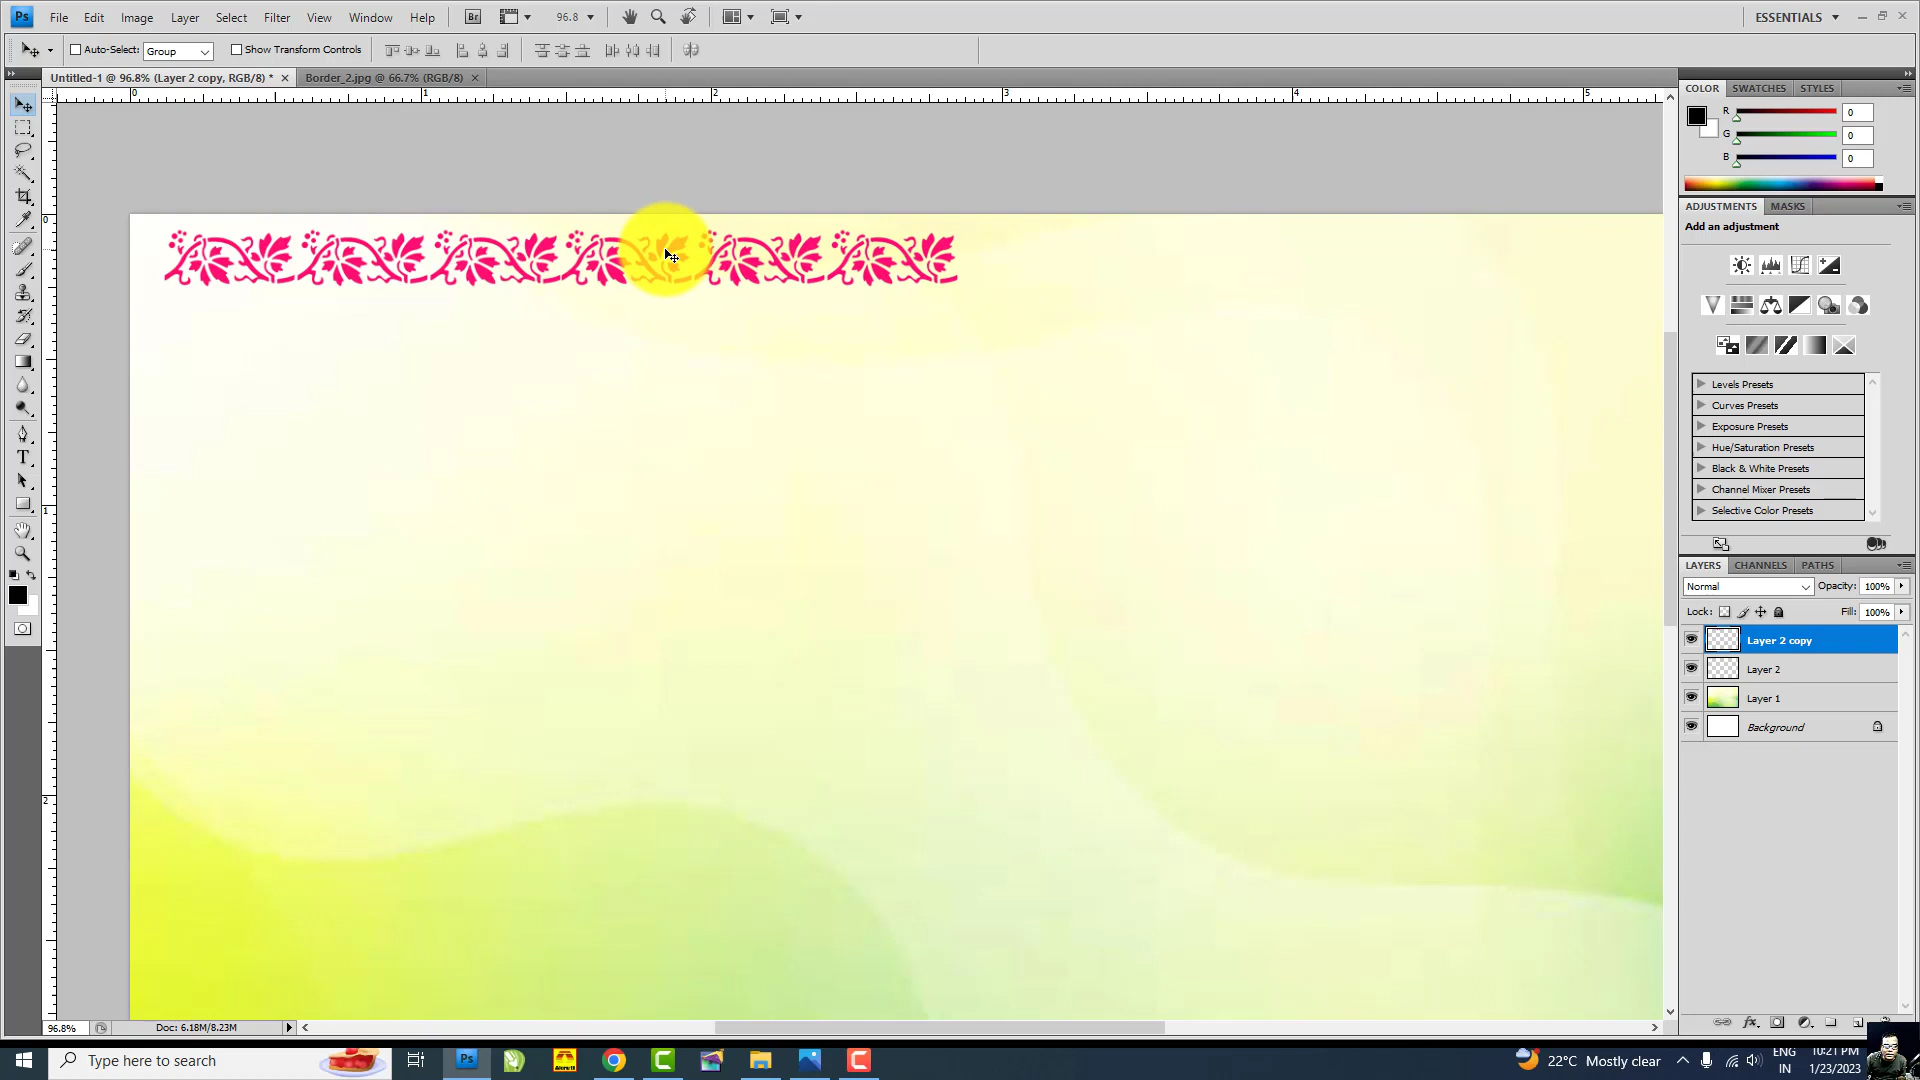 Ps File Edit Image Layer Select Filter View Window Help Br 96.8 ESSENTIALS
Auto-Select: Group Show Transform Controls
Untitled-1 @ 96.8% (Layer 2 copy, RGB/8) * Border_2.jpg @ 66.7% (RGB/8)
0 1 2 3 4 5
0
1
2
COLOR SWATCHES STYLES
R 0
G 0
B 0
ADJUSTMENTS MASKS
Add an adjustment
Levels Presets
Curves Presets
Exposure Presets
Hue/Saturation Presets
Black & White Presets
Channel Mixer Presets
Selective Color Presets
LAYERS CHANNELS PATHS
Normal Opacity: 100%
Lock: Fill: 100%
Layer 2 copy
Layer 2
Layer 1
Background
96.8% Doc: 6.18M/8.23M
Type here to search
Ps
22°C Mostly clear
ENG
IN
10:21 PM
1/23/2023